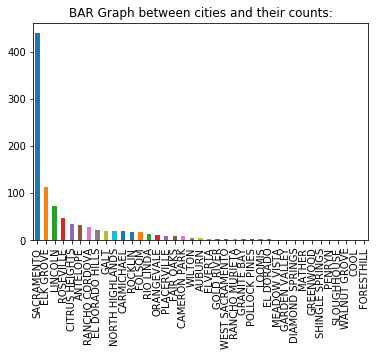 BAR Graph between cities and their counts:
400
300
200
100
0
SACRAMENTO
ELK GROVE
LINCOLN
ROSEVILLE
CITRUS HEIGHTS
ANTELOPE
RANCHO CORDOVA
EL DORADO HILLS
GALT
NORTH HIGHLANDS
CARMICHAEL
ROCKLIN
FOLSOM
RIO LINDA
ORANGEVALE
PLACERVILLE
FAIR OAKS
CAMERON PARK
WILTON
AUBURN
ELVERTA
GOLD RIVER
WEST SACRAMENTO
RANCHO MURIETA
GRANITE BAY
POLLOCK PINES
LOOMIS
EL DORADO
MEADOW VISTA
GARDEN VALLEY
DIAMOND SPRINGS
MATHER
GREENWOOD
SHINGLE SPRINGS
PENRYN
SLOUGHHOUSE
WALNUT GROVE
COOL
FORESTHILL